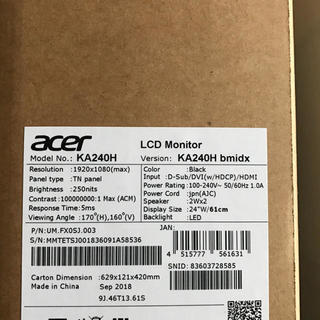 acer
LCD Monitor
Model No.: KA240H
Version: KA240H bmidx
Resolution :1920x1080(max)
Panel type :TN panel
Brightness :250nits
Contrast :100000000:1 Max (ACM)
Response Time :5ms
Viewing Angle :170°(H),160°(V)
Color :Black
Input :D-Sub/DVI(w/HDCP)/HDMI
Power Rating :100-240V~ 50/60Hz 1.0A
Power Cord :jpn(AJC)
Speaker :2Wx2
Display Size :24"W/61cm
Backlight :LED
P/N:UM.FX0SJ.003
S/N:MMTETSJ001836091A58536
JAN:
4 515777 561631
SNID: 83603728585
Carton Dimension :629x121x420mm
Made in China Sep 2018
9J.46T13.61S